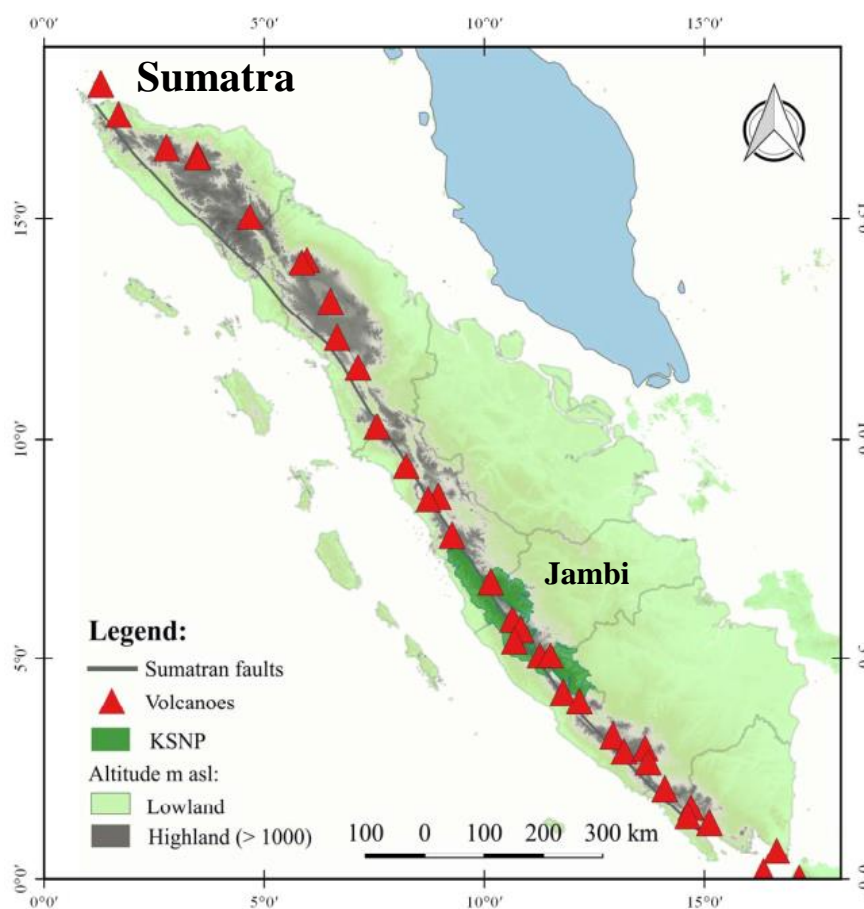 0°0'
5°0'
10°0'
15°0'
Sumatra
15°0'
10°0'
Jambi
Legend:
Sumatran faults
Volcanoes
KSNP
Altitude m asl:
Lowland
Highland (> 1000)
5°0'
100 0 100 200 300 km
0°0'
0°0'
0°0'
5°0'
10°0'
15°0'